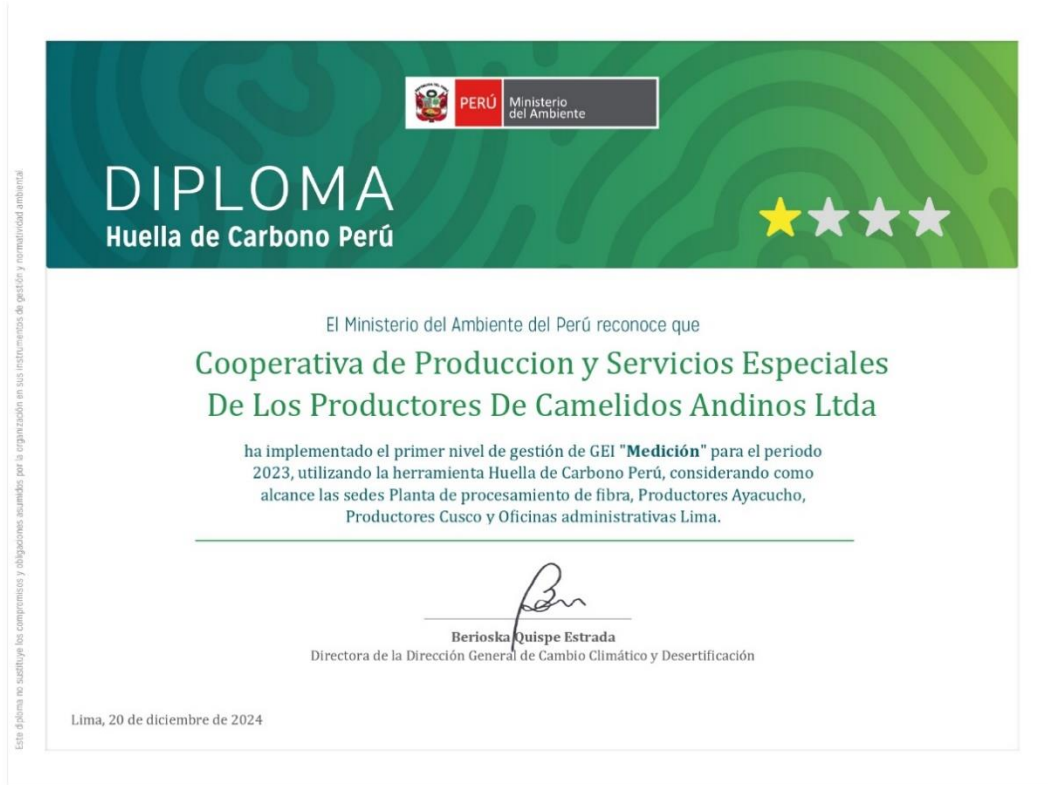 PERÚ
Ministerio
del Ambiente
DIPLOMA
Huella de Carbono Perú
El Ministerio del Ambiente del Perú reconoce que
Cooperativa de Produccion y Servicios Especiales
De Los Productores De Camelidos Andinos Ltda
ha implementado el primer nivel de gestión de GEI "Medición" para el periodo
2023, utilizando la herramienta Huella de Carbono Perú, considerando como
alcance las sedes Planta de procesamiento de fibra, Productores Ayacucho,
Productores Cusco y Oficinas administrativas Lima.
Berioska Quispe Estrada
Directora de la Dirección General de Cambio Climático y Desertificación
Lima, 20 de diciembre de 2024
Este diploma no sustituye los compromisos y obligaciones asumidos por la organización en sus instrumentos de gestión y normatividad ambiental.